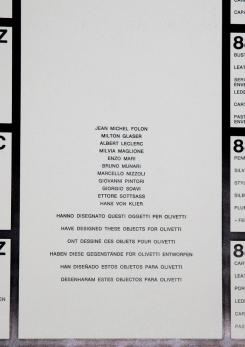 JEAN MICHEL FOLON
MILTON GLASER
ALBERT LECLERC
MILVIA MAGLIONE
ENZO MARI
BRUNO MUNARI
MARCELLO NIZZOLI
GIOVANNI PINTORI
GIORGIO SOAVI
ETTORE SOTTSASS
HANS VON KLIER
HANNO DISEGNATO QUESTI OGGETTI PER OLIVETTI
HAVE DESIGNED THESE OBJECTS FOR OLIVETTI
ONT DESSINÉ CES OBJETS POUR OLIVETTI
HABEN DIESE GEGENSTÄNDE FÜR OLIVETTI ENTWORFEN
HAN DISEÑADO ESTOS OBJETOS PARA OLIVETTI
DESENHARAM ESTES OBJECTOS PARA OLIVETTI